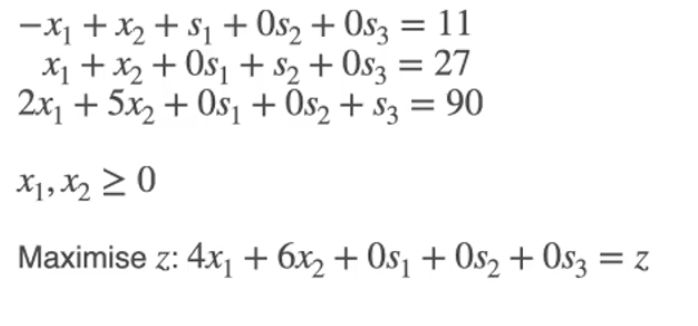 −x₁ + x₂ + s₁ + 0s₂ + 0s₃ = 11
x₁ + x₂ + 0s₁ + s₂ + 0s₃ = 27
2x₁ + 5x₂ + 0s₁ + 0s₂ + s₃ = 90
x₁, x₂ ≥ 0
Maximise z: 4x₁ + 6x₂ + 0s₁ + 0s₂ + 0s₃ = z